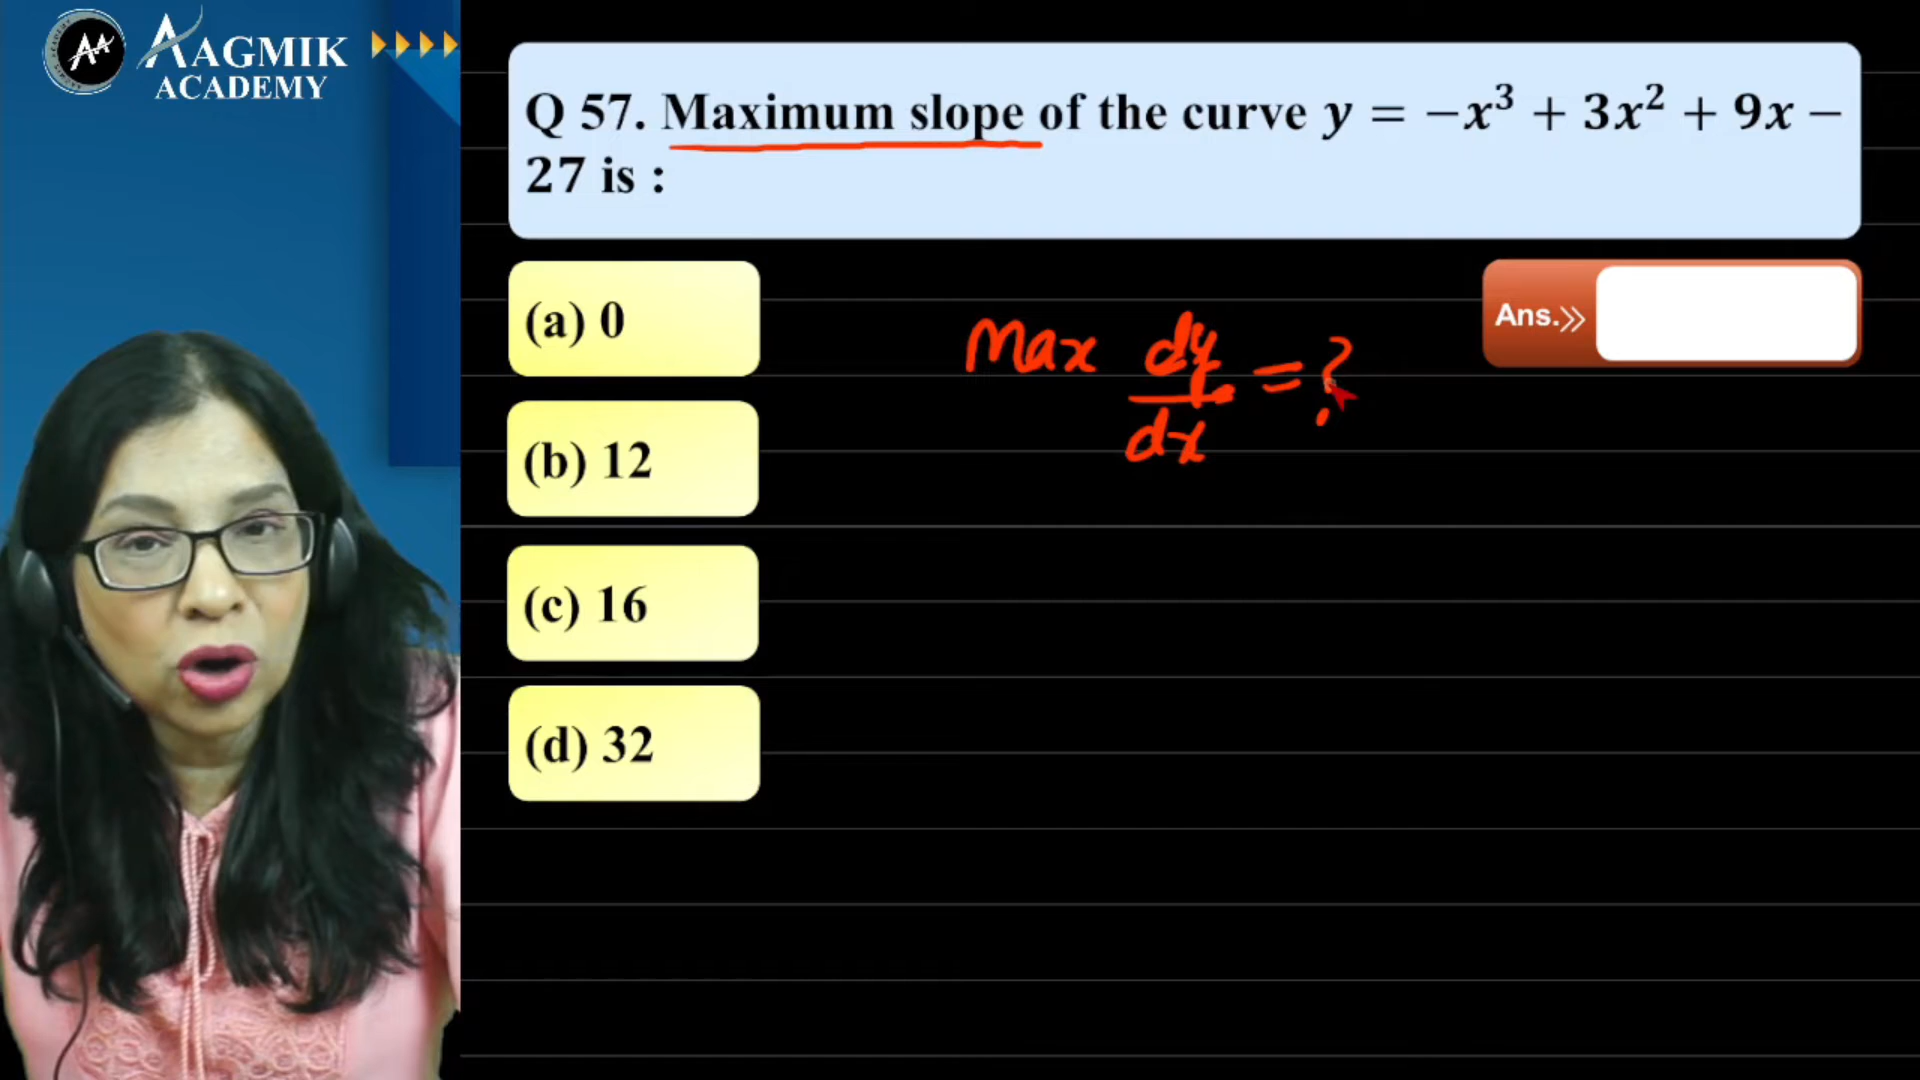 AAGMIK
ACADEMY
Q 57. Maximum slope of the curve y = −x³ + 3x² + 9x −
27 is :
(a) 0
(b) 12
(c) 16
(d) 32
Ans.
Max dy/dx = ?